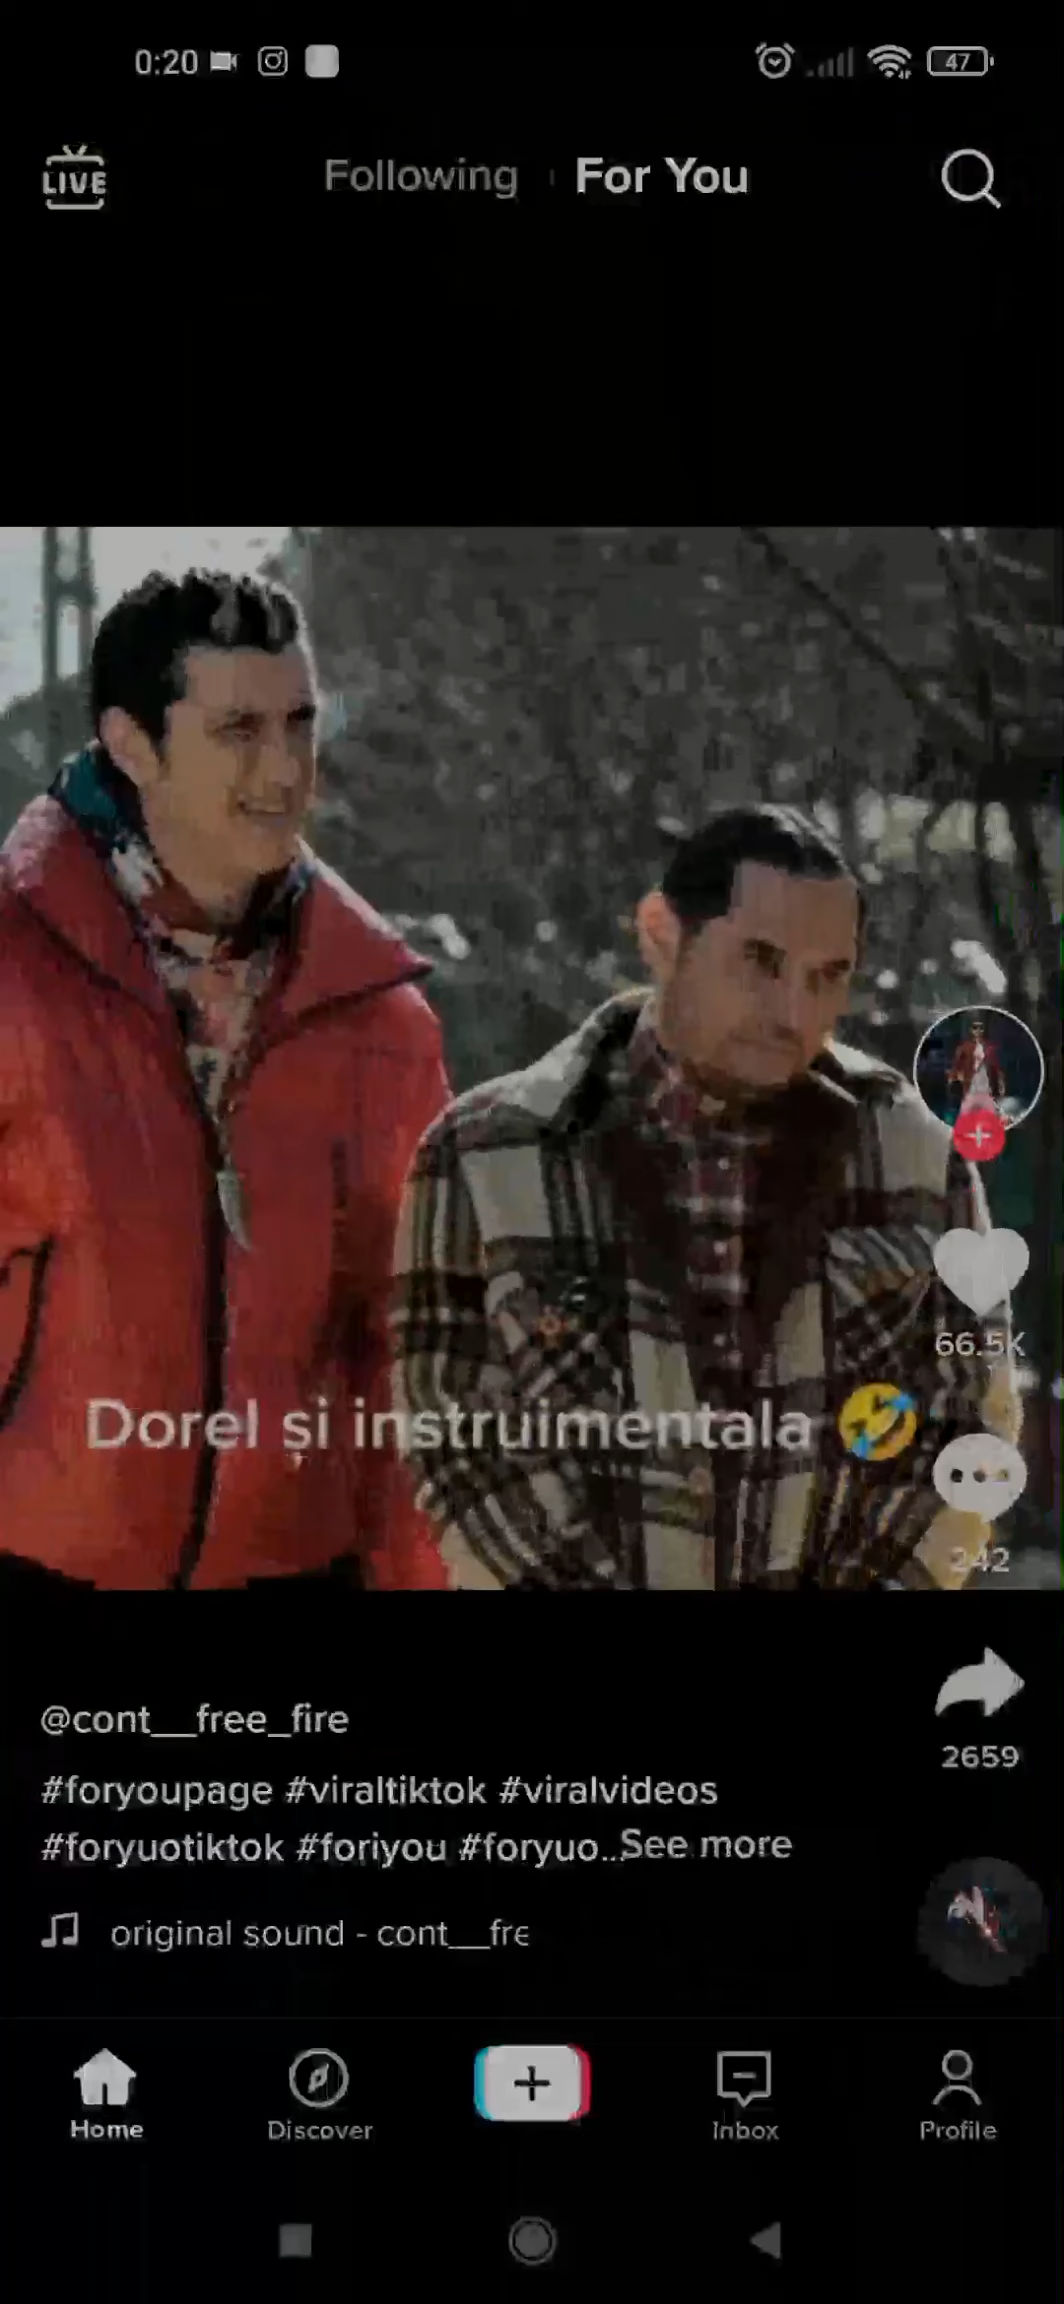 0:20
47
LIVE
Following
For You
Dorel și instruimentala 🤣
66.5K
242
2659
@cont__free_fire
#foryoupage #viraltiktok #viralvideos
#foryuotiktok #foriyou #foryuo...See more
original sound - cont__fre
Home
Discover
Inbox
Profile